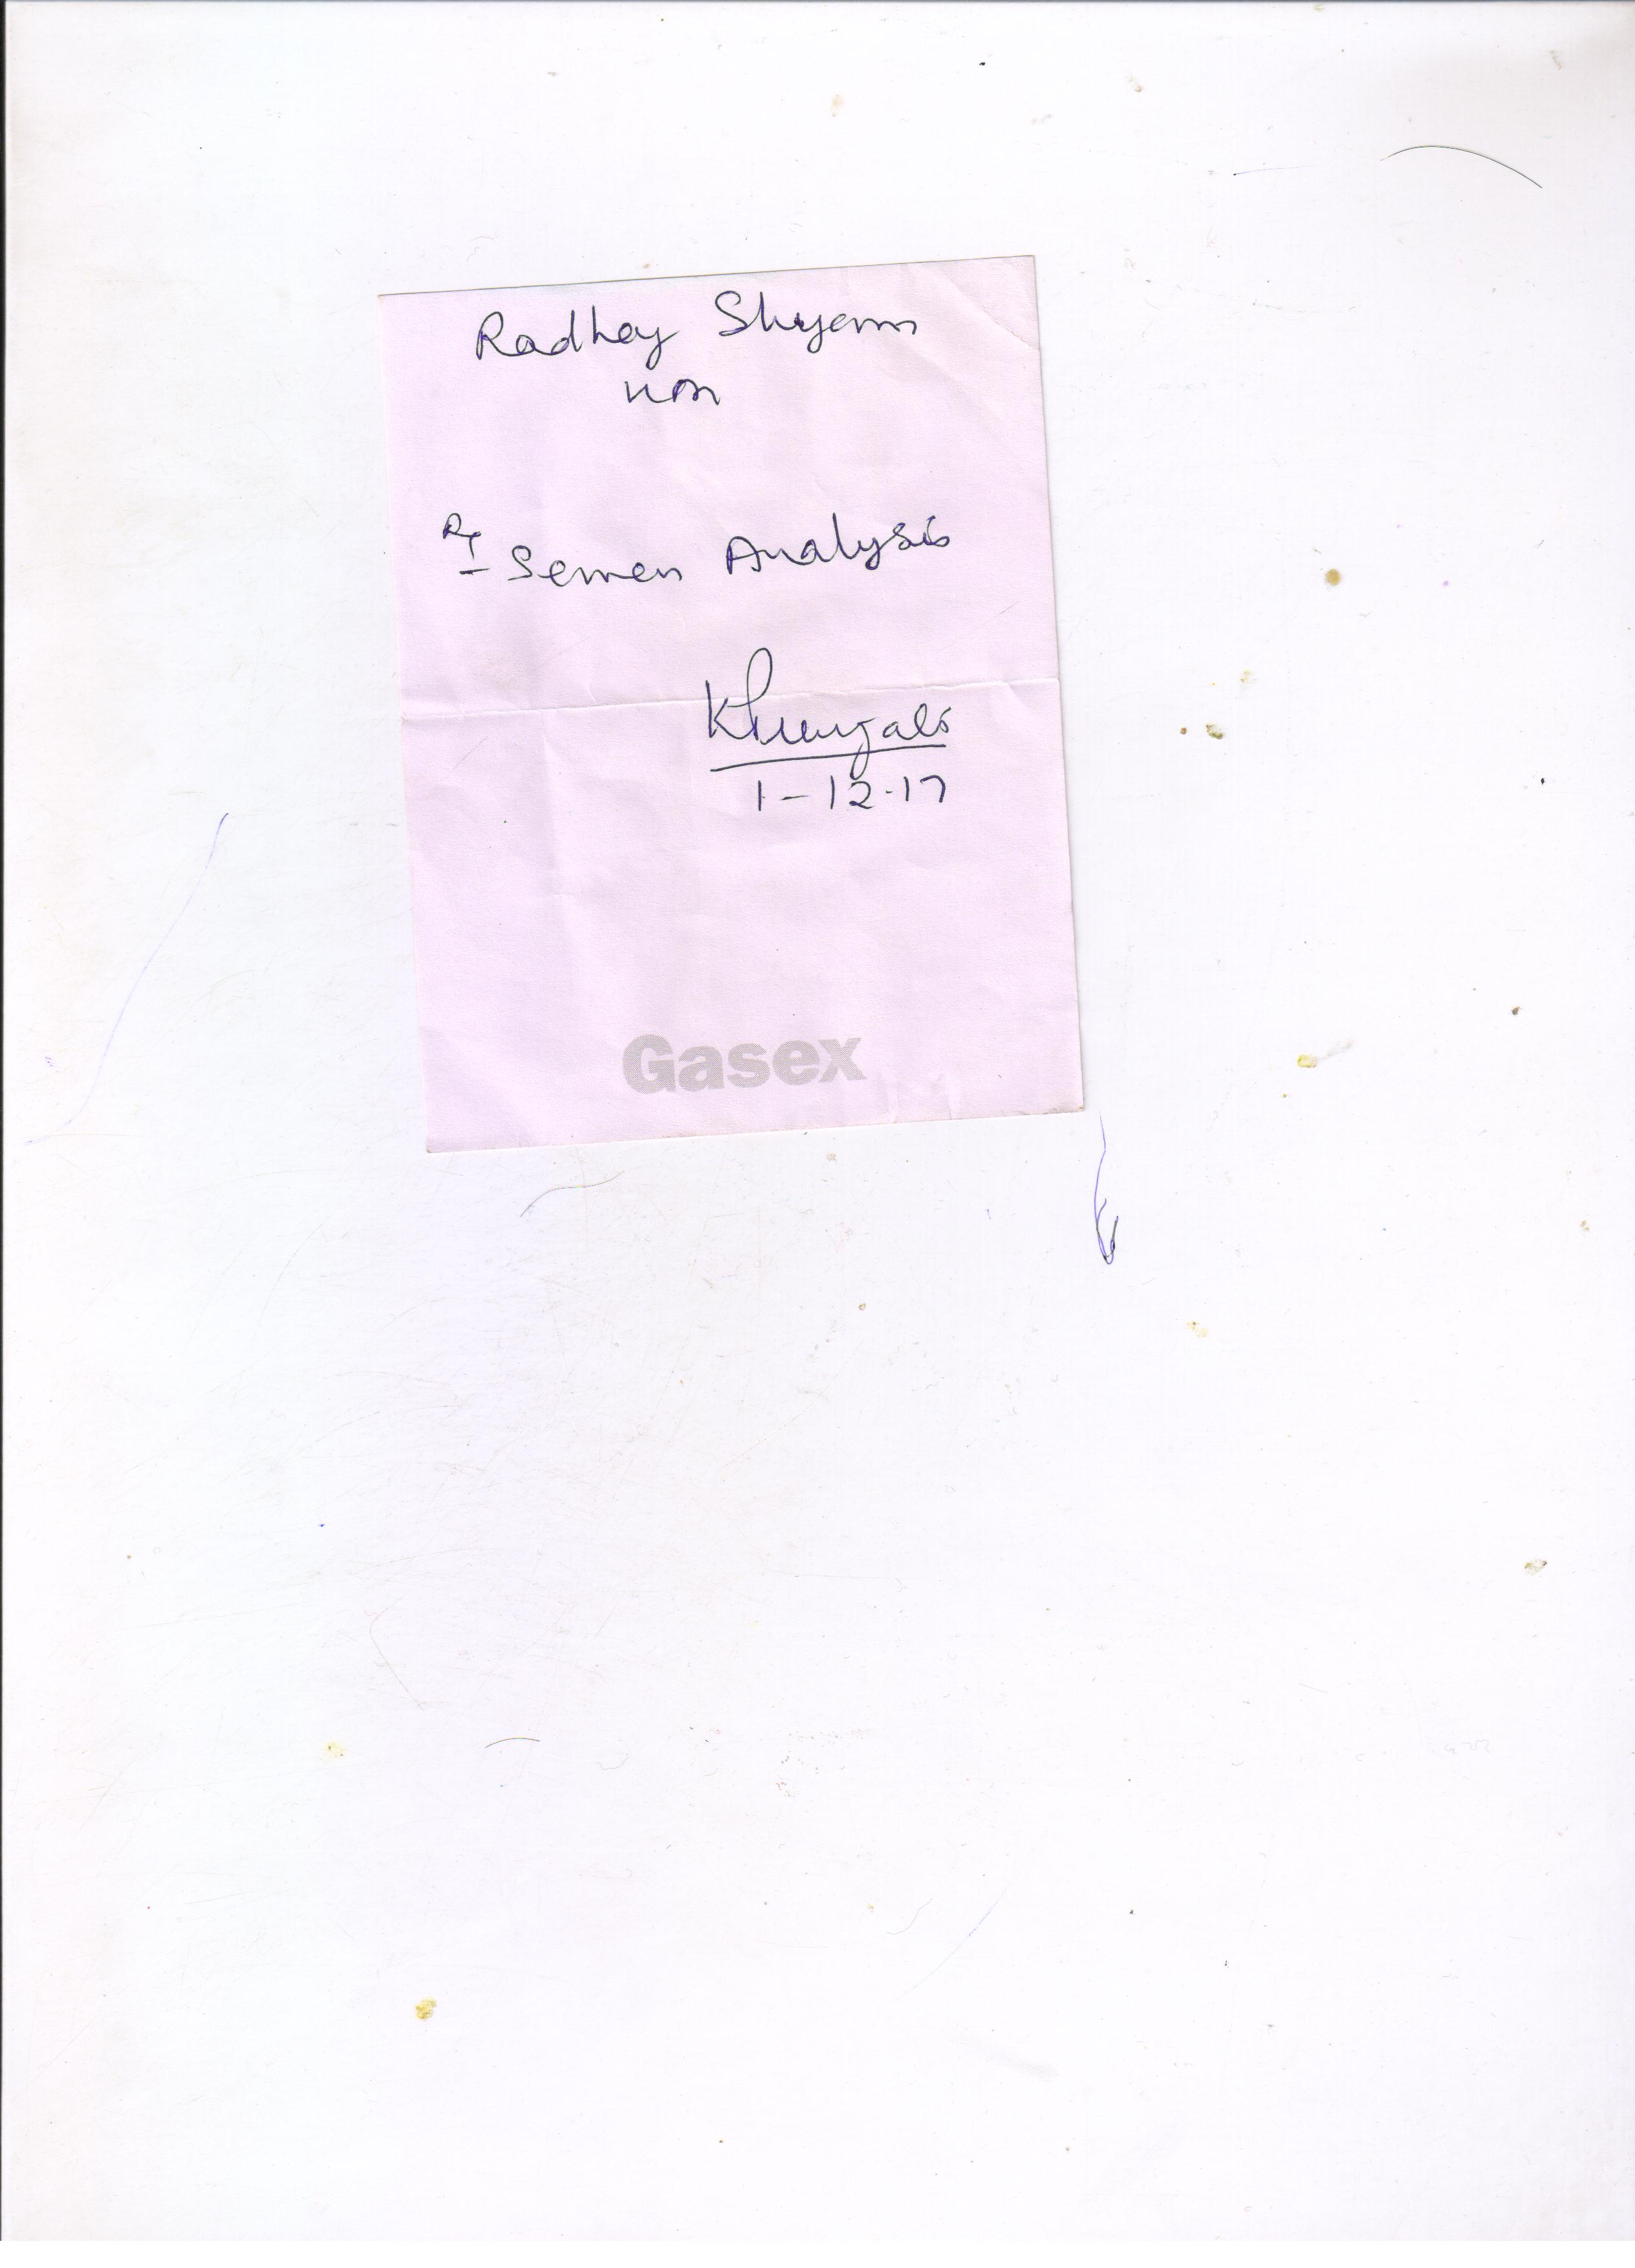 Radhey Shyam
Semen Analysis
1-12-17
Gasex